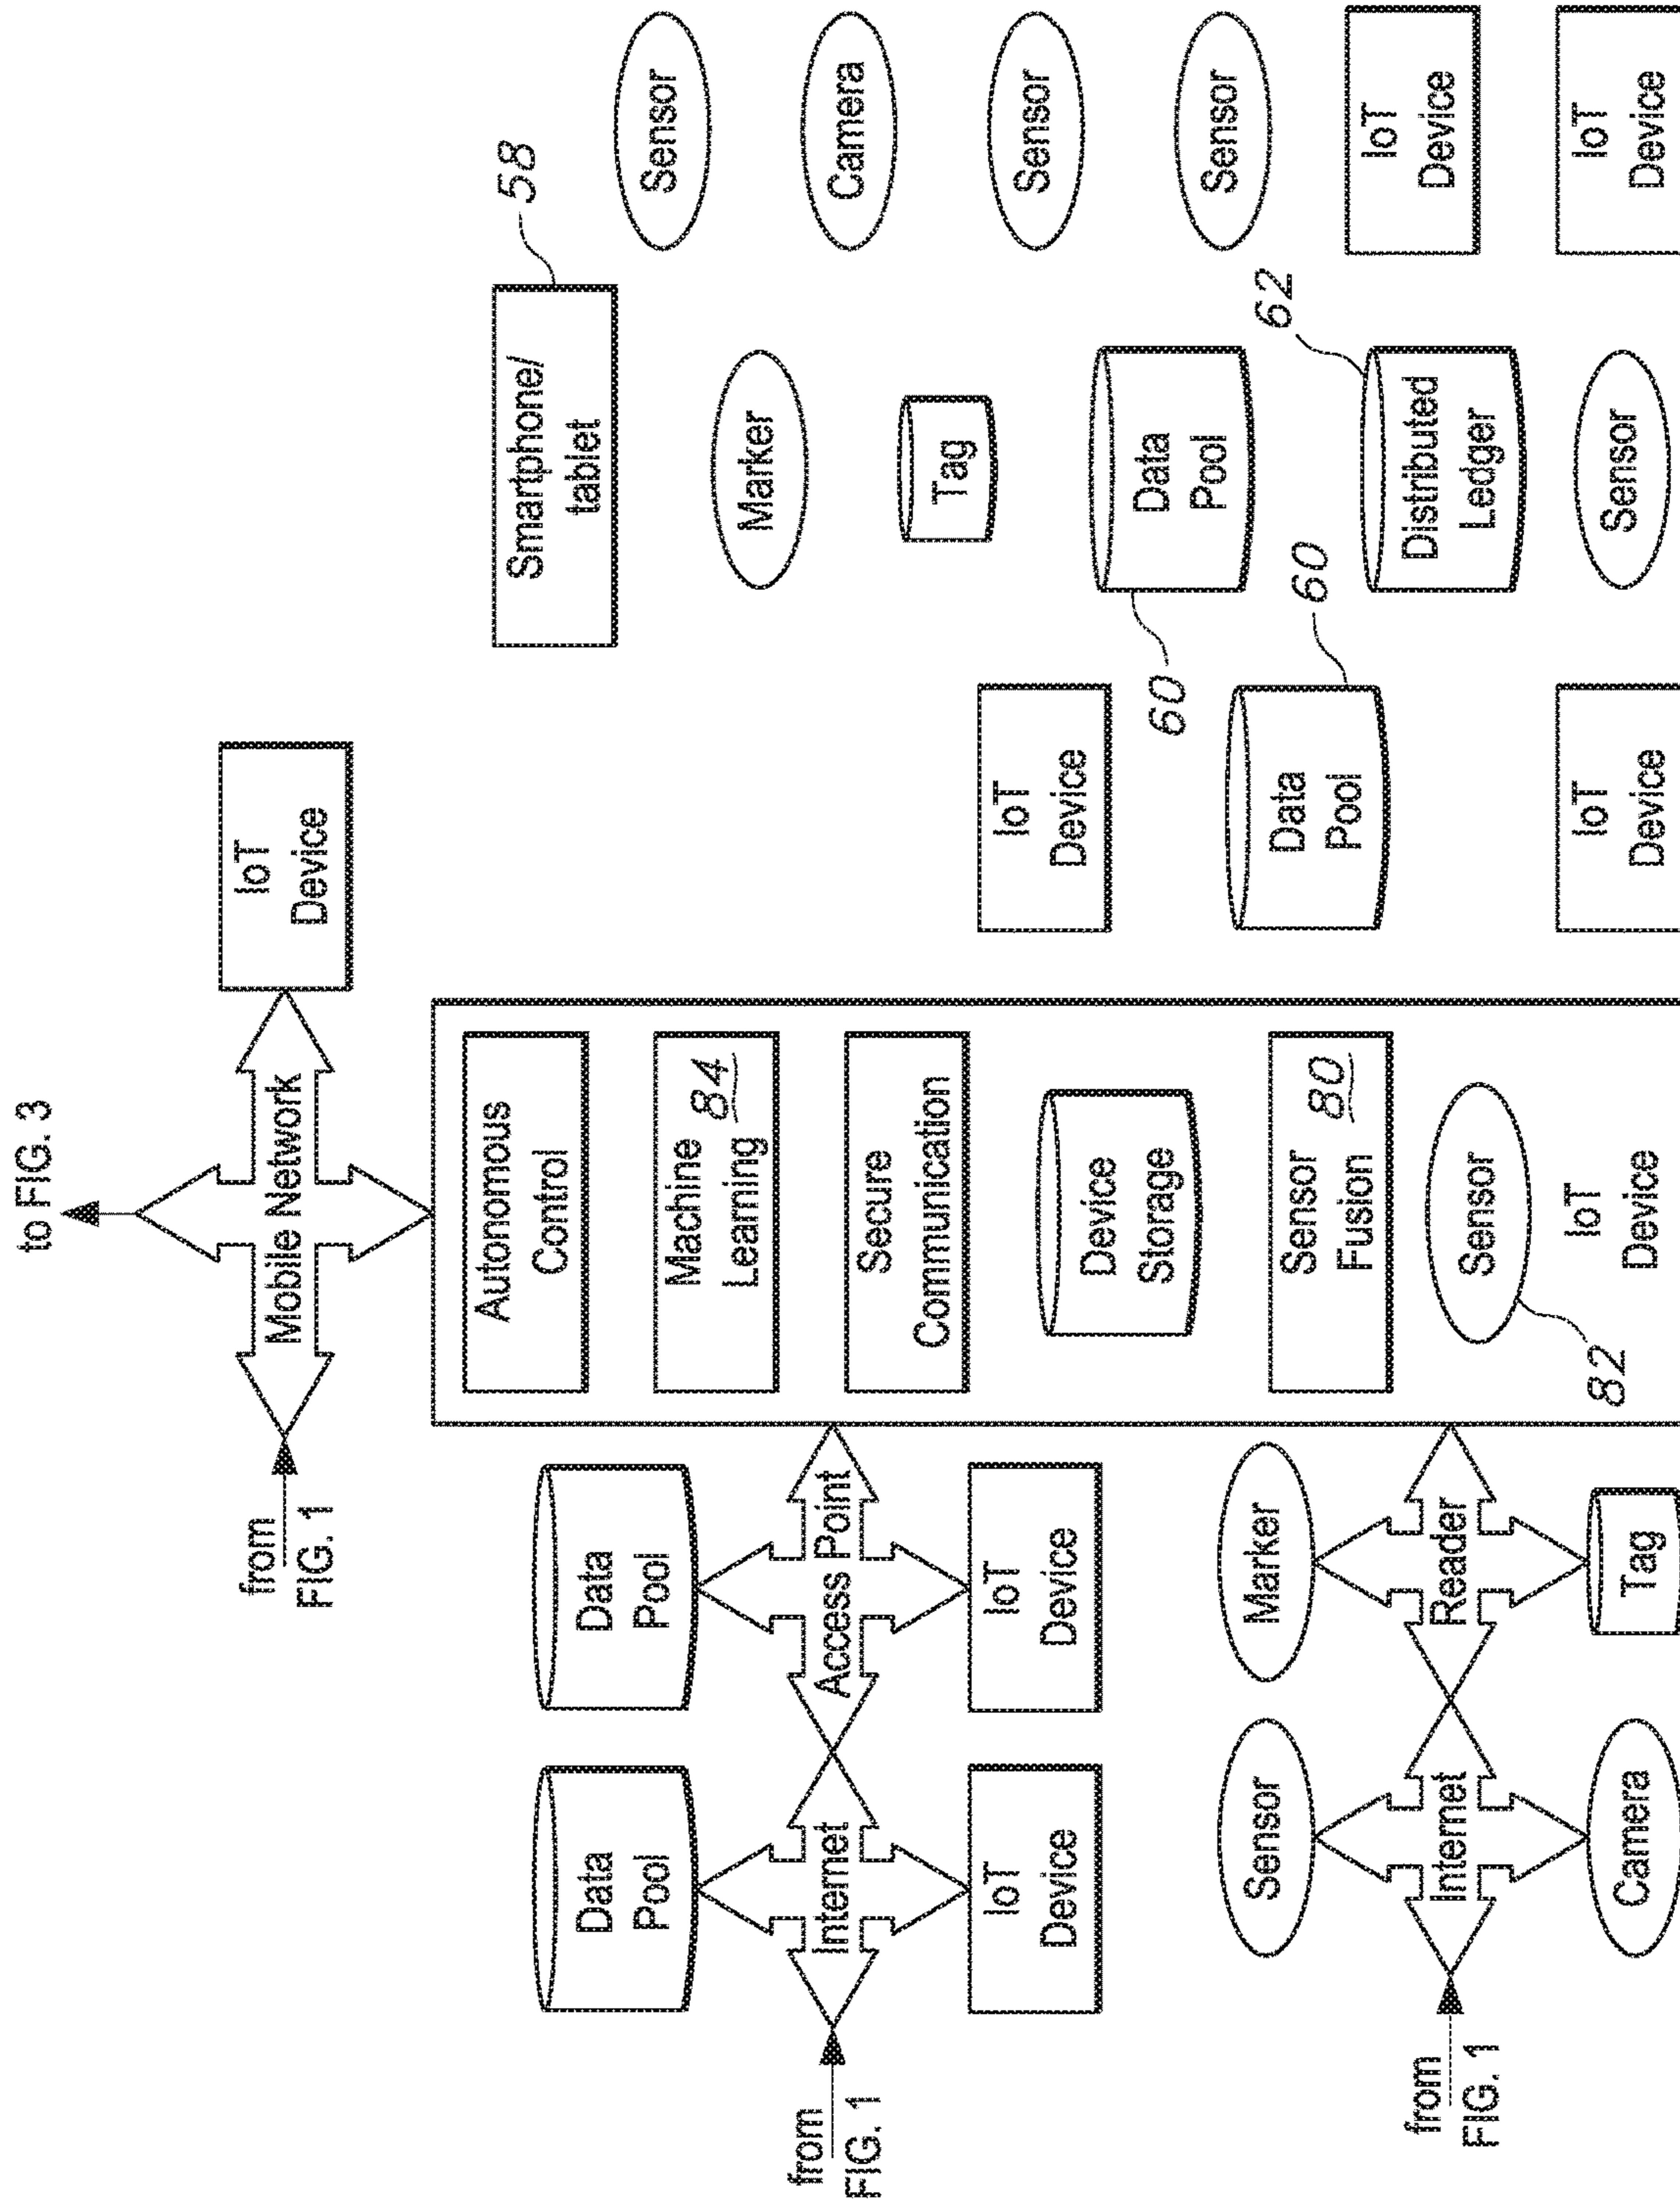 to FIG. 3
from
FIG. 1
Mobile Network
IoT
Device
Smartphone/
tablet
58
Autonomous
Control
Data
Pool
Data
Pool
Machine
Learning
84
Marker
Sensor
from
FIG. 1
Internet
Access Point
Secure
Communication
Tag
Camera
IoT
Device
IoT
Device
Device
Storage
IoT
Device
60
Data
Pool
Sensor
Sensor
Marker
Sensor
Fusion
80
Data
Pool
60
62
Sensor
from
FIG. 1
Internet
Reader
Sensor
82
Distributed
Ledger
IoT
Device
Camera
Tag
IoT
Device
IoT
Device
Sensor
IoT
Device